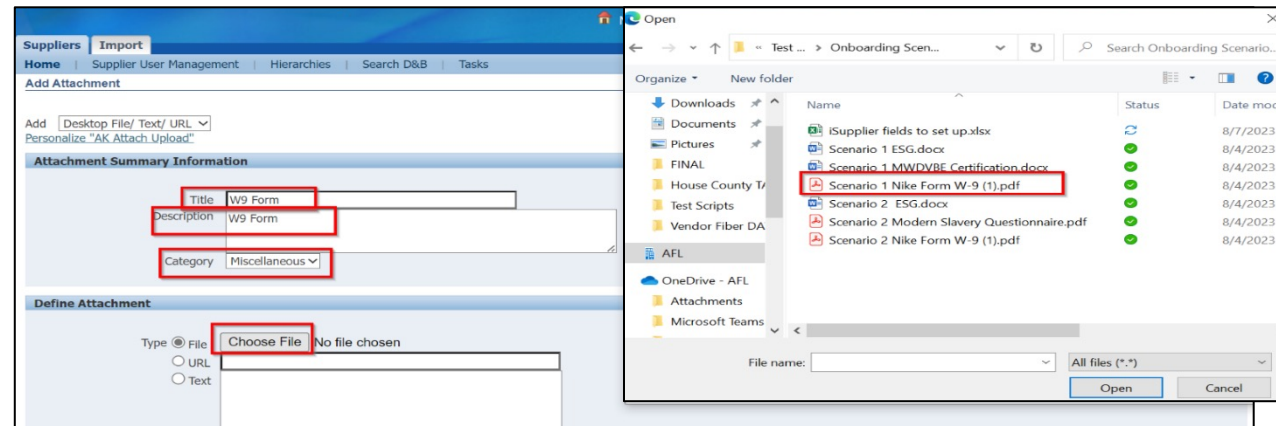 Suppliers Import
Home | Supplier User Management | Hierarchies | Search D&B | Tasks
Add Attachment
Add Desktop File/ Text/ URL
Personalize "AK Attach Upload"
Attachment Summary Information
Title W9 Form
Description W9 Form
Category Miscellaneous
Define Attachment
Type File Choose File No file chosen
URL
Text
Open
« Test ... > Onboarding Scen... Search Onboarding Scenario...
Organize New folder
Downloads
Documents
Pictures
FINAL
House County TA
Test Scripts
Vendor Fiber DA
AFL
OneDrive - AFL
Attachments
Microsoft Teams
Name Status Date mod
iSupplier fields to set up.xlsx 8/7/2023
Scenario 1 ESG.docx 8/4/2023
Scenario 1 MWDVBE Certification.docx 8/4/2023
Scenario 1 Nike Form W-9 (1).pdf 8/4/2023
Scenario 2 ESG.docx 8/4/2023
Scenario 2 Modern Slavery Questionnaire.pdf 8/4/2023
Scenario 2 Nike Form W-9 (1).pdf 8/4/2023
File name: All files (*.*)
Open Cancel